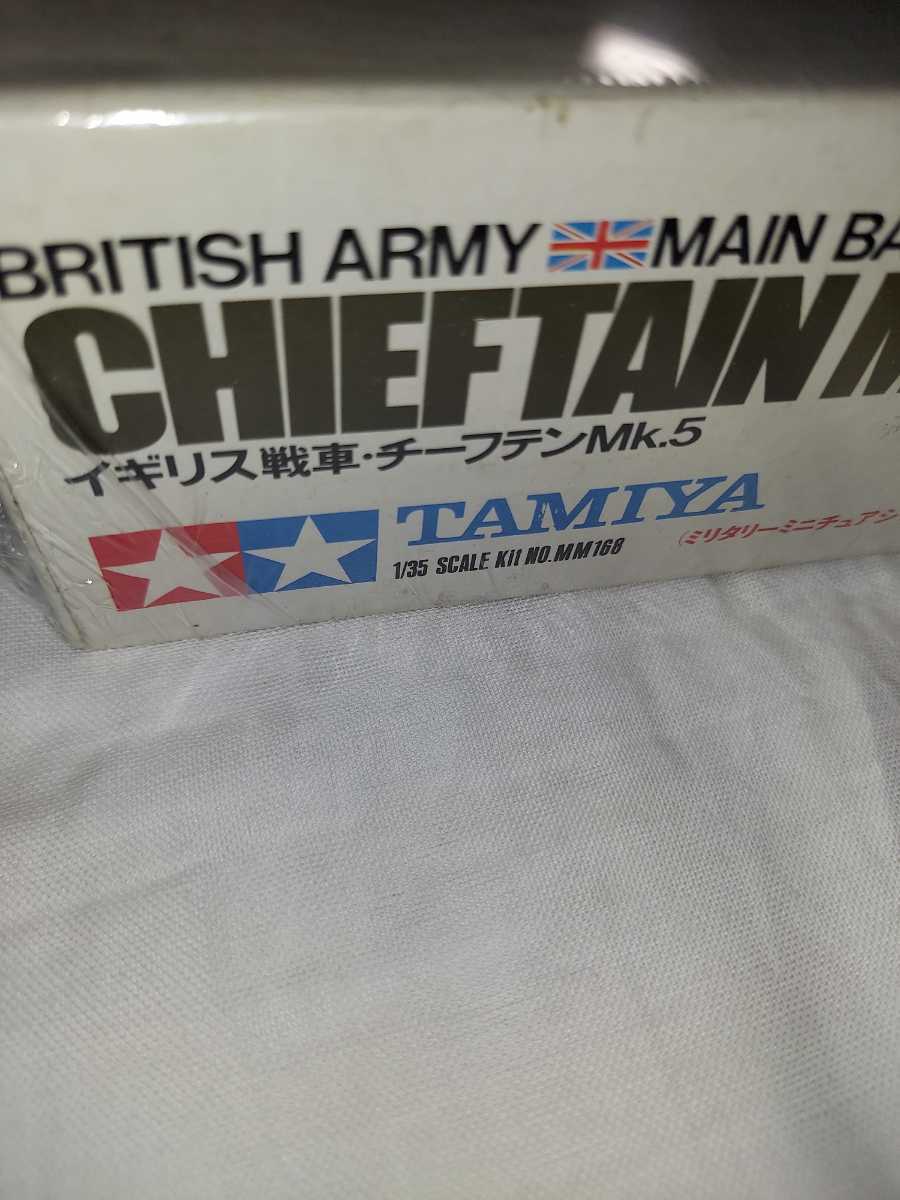 BRITISH ARMY MAIN BA
CHIEFTAIN M
イギリス戦車・チーフテンMk.5
TAMIYA
1/35 SCALE Kit NO.MM168
(ミリタリーミニチュアシ